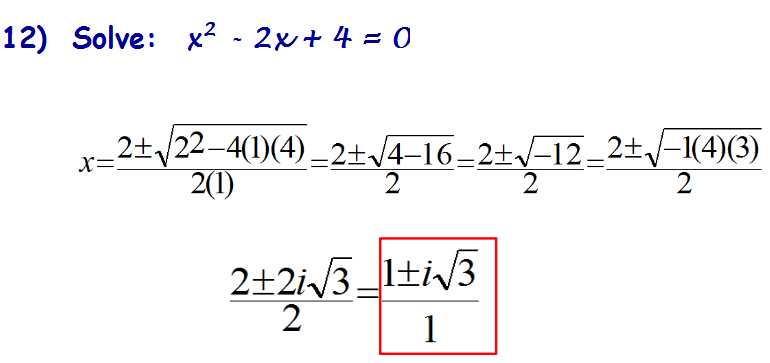 12) Solve: x² - 2x + 4 = 0
x=2±√22−4(1)(4)/2(1)=2±√4−16/2=2±√−12/2=2±√−1(4)(3)/2
2±2i√3/2=1±i√3/1